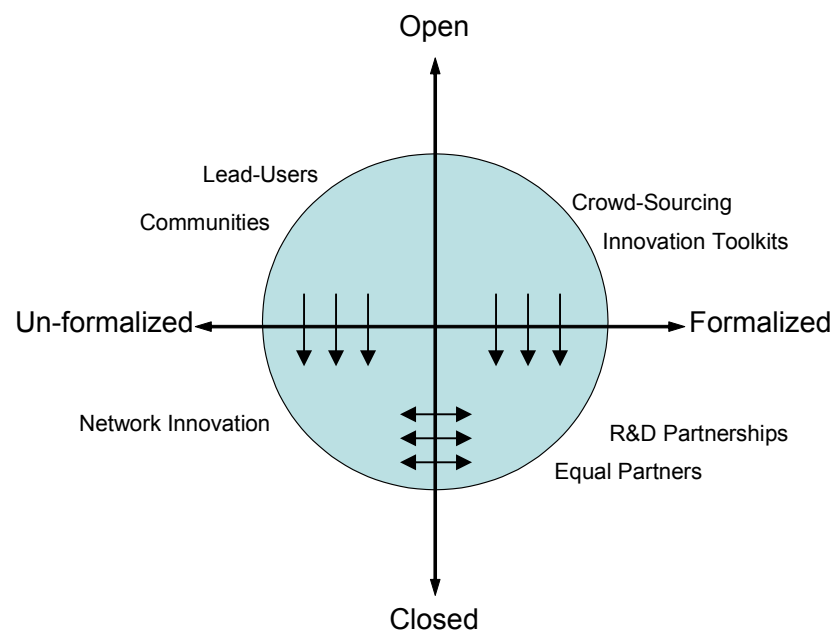 Open
Lead-Users
Crowd-Sourcing
Communities
Innovation Toolkits
Un-formalized
Formalized
Network Innovation
R&D Partnerships
Equal Partners
Closed